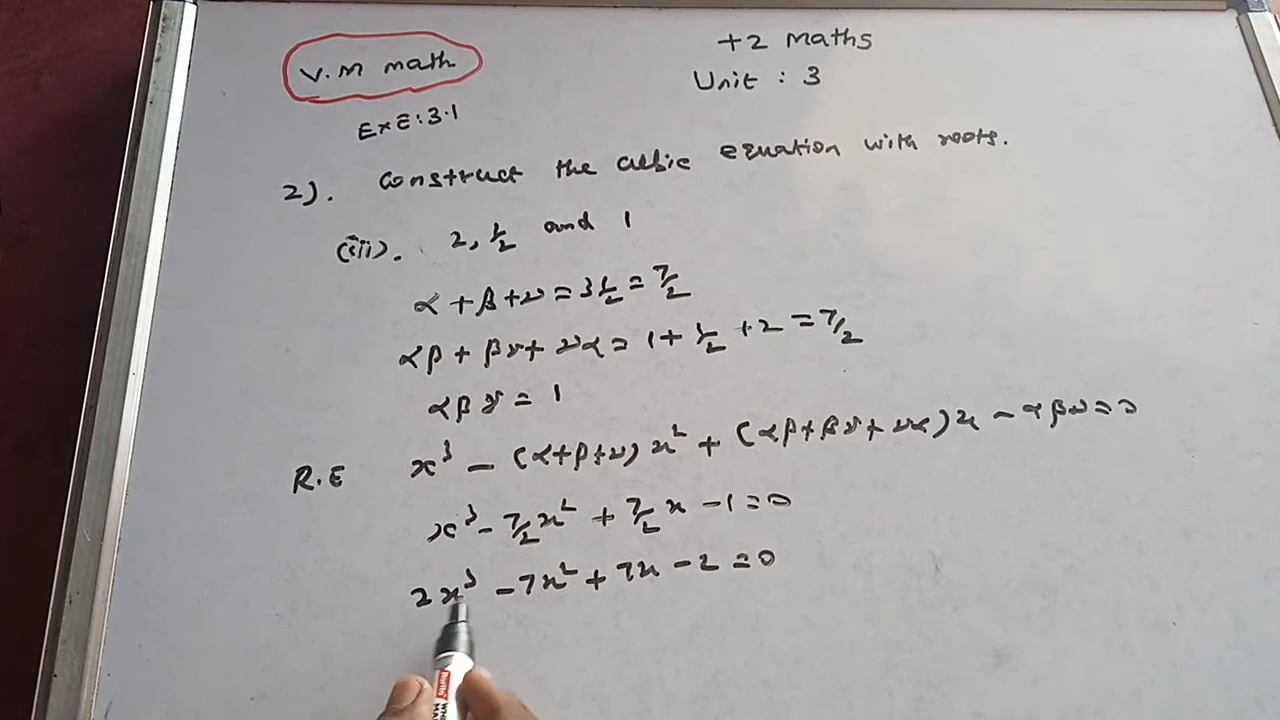 V.M math
+2 Maths
Unit : 3
EXE:3.1
2). Construct the cubic equation with roots.
(iii). 2, 1/2 and 1
α+β+γ = 3 1/2 = 7/2
αβ + βγ + γα = 1 + 1/2 + 2 = 7/2
αβγ = 1
R.E x³ - (α+β+γ) x² + (αβ+βγ+γα)x - αβγ = 0
x³ - 7/2 x² + 7/2 x - 1 = 0
2x³ - 7x² + 7x - 2 = 0